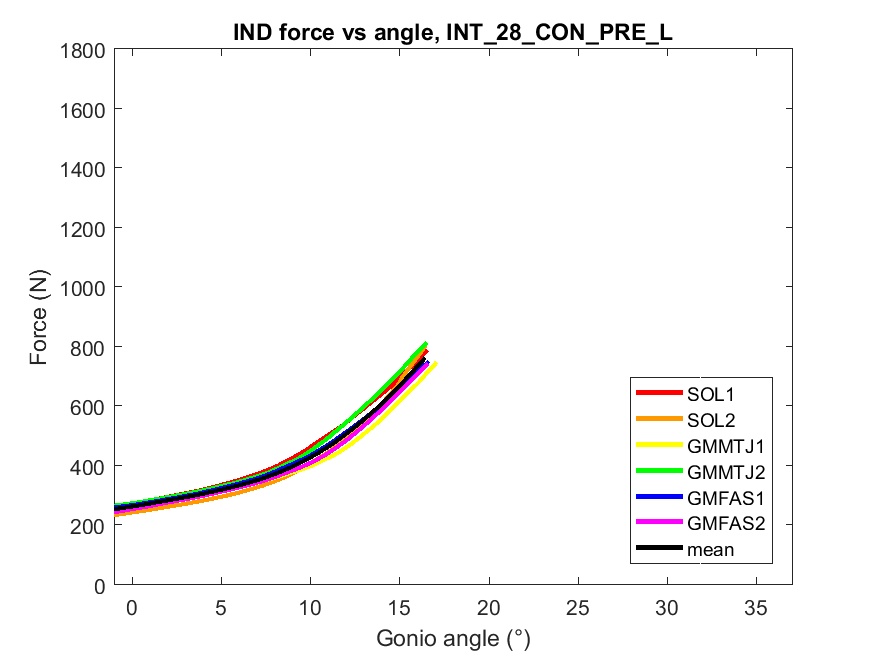 IND force vs angle, INT_28_CON_PRE_L
1800
1600
1400
1200
1000
800
600
400
200
0
Force (N)
0 5 10 15 20 25 30 35
Gonio angle (°)
SOL1
SOL2
GMMTJ1
GMMTJ2
GMFAS1
GMFAS2
mean